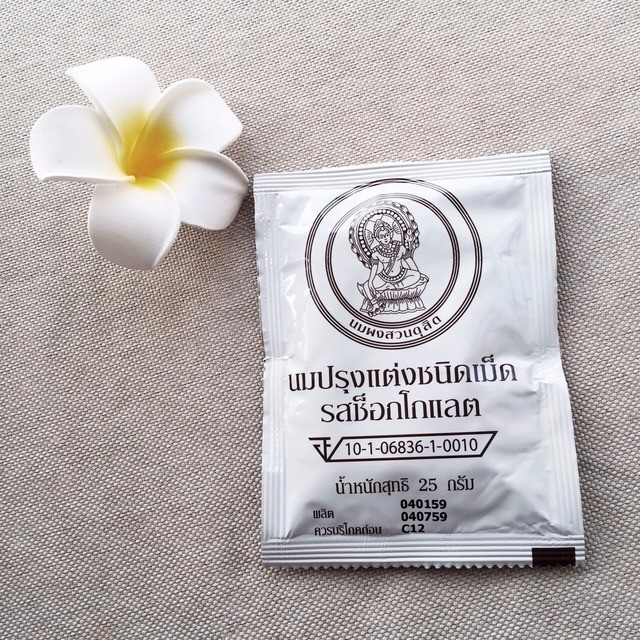 นมผงสวนดุสิต
นมปรุงแต่งชนิดเม็ด
รสช็อกโกแลต
10-1-06836-1-0010
น้ำหนักสุทธิ 25 กรัม
ผลิต 040159
040759
ควรบริโภคก่อน C12